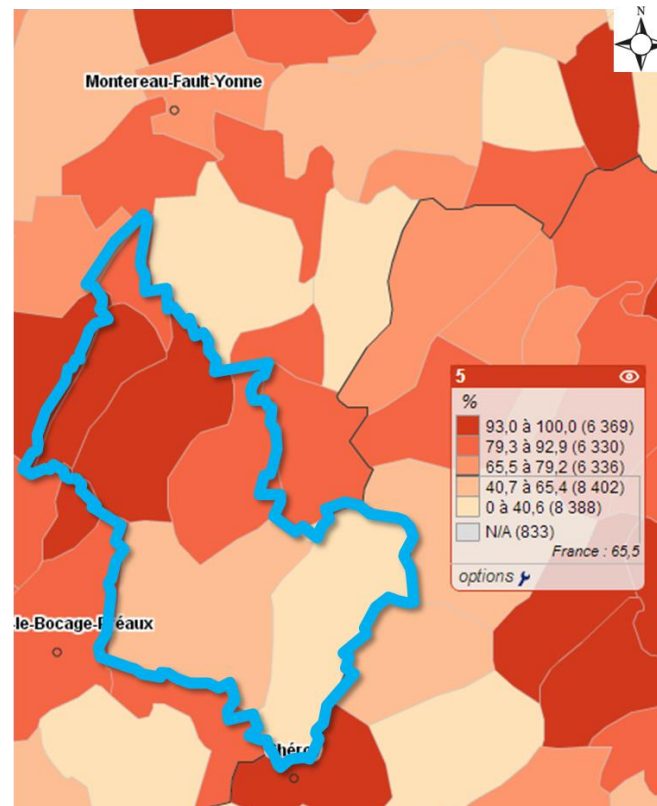 N
Montereau-Fault-Yonne
5
%
93,0 à 100,0 (6 369)
79,3 à 92,9 (6 330)
65,5 à 79,2 (6 336)
40,7 à 65,4 (8 402)
0 à 40,6 (8 388)
N/A (833)
France : 65,5
options
-le-Bocage-Préaux